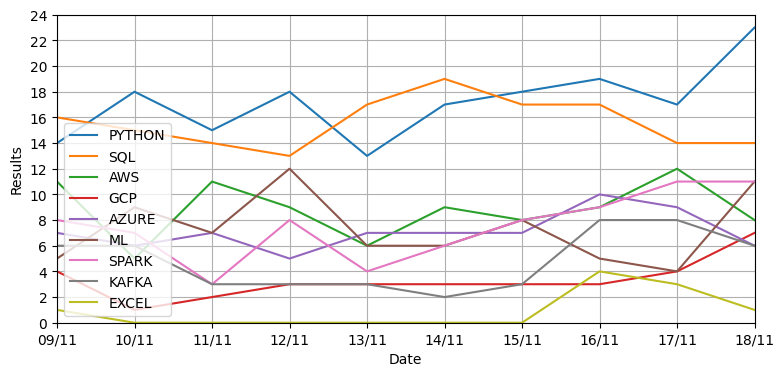 24
22
20
18
16
14
12
10
8
6
4
2
0
Results
PYTHON
SQL
AWS
GCP
AZURE
ML
SPARK
KAFKA
EXCEL
09/11 10/11 11/11 12/11 13/11 14/11 15/11 16/11 17/11 18/11
Date